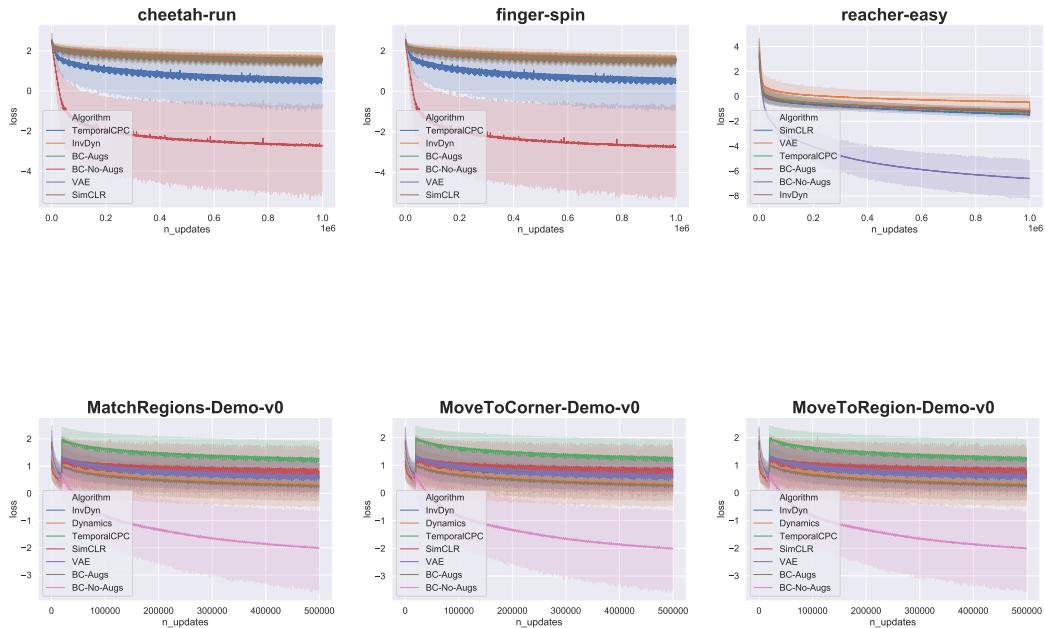 cheetah-run
2
0
−2
−4
loss
Algorithm
TemporalCPC
InvDyn
BC-Augs
BC-No-Augs
VAE
SimCLR
0.0 0.2 0.4 0.6 0.8 1.0
1e6
n_updates
finger-spin
2
0
−2
−4
loss
Algorithm
TemporalCPC
InvDyn
BC-Augs
BC-No-Augs
VAE
SimCLR
0.0 0.2 0.4 0.6 0.8 1.0
1e6
n_updates
reacher-easy
4
2
0
−2
−4
−6
−8
loss
Algorithm
SimCLR
VAE
TemporalCPC
BC-Augs
BC-No-Augs
InvDyn
0.0 0.2 0.4 0.6 0.8 1.0
1e6
n_updates
MatchRegions-Demo-v0
2
1
0
−1
−2
−3
loss
Algorithm
InvDyn
Dynamics
TemporalCPC
SimCLR
VAE
BC-Augs
BC-No-Augs
0 100000 200000 300000 400000 500000
n_updates
MoveToCorner-Demo-v0
2
1
0
−1
−2
−3
loss
Algorithm
InvDyn
Dynamics
TemporalCPC
SimCLR
VAE
BC-Augs
BC-No-Augs
0 100000 200000 300000 400000 500000
n_updates
MoveToRegion-Demo-v0
2
1
0
−1
−2
−3
loss
Algorithm
InvDyn
Dynamics
TemporalCPC
SimCLR
VAE
BC-Augs
BC-No-Augs
0 100000 200000 300000 400000 500000
n_updates